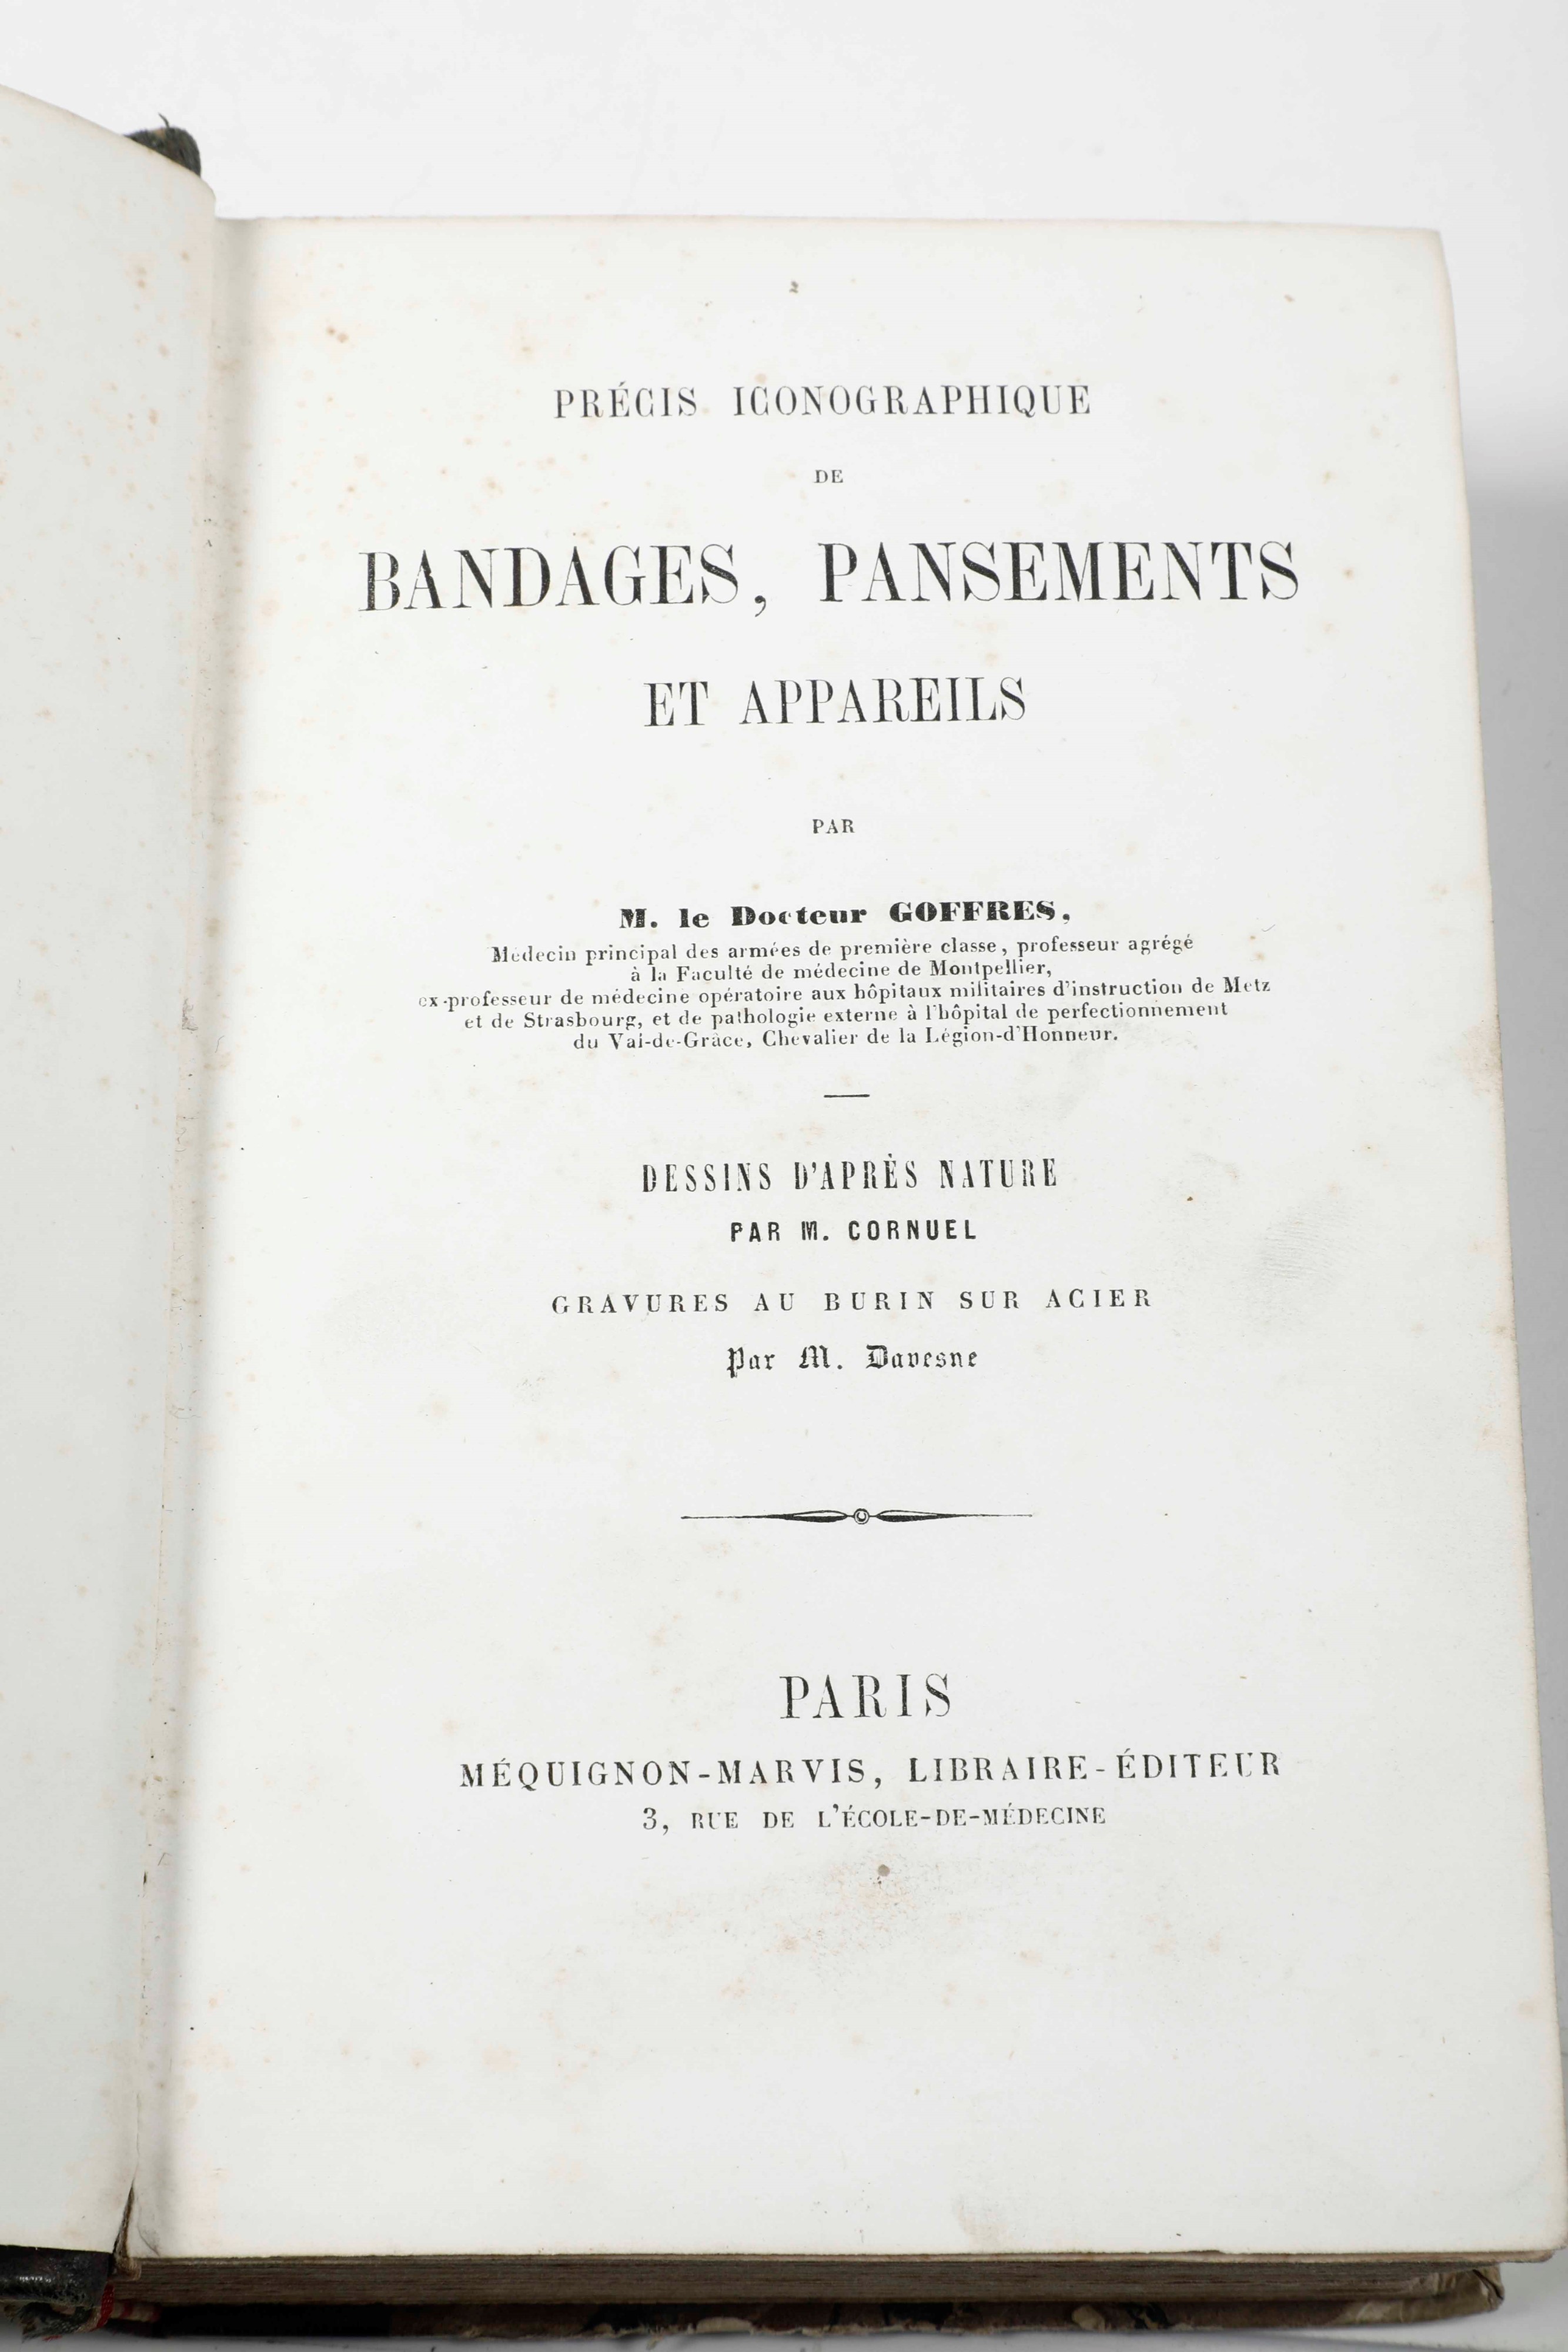 PRÉCIS ICONOGRAPHIQUE
DE
BANDAGES, PANSEMENTS
ET APPAREILS
PAR
M. le Docteur GOFFRES,
Médecin principal des armées de première classe, professeur agrégé
à la Faculté de médecine de Montpellier,
ex-professeur de médecine opératoire aux hôpitaux militaires d'instruction de Metz
et de Strasbourg, et de pathologie externe à l'hôpital de perfectionnement
du Val-de-Grâce, Chevalier de la Légion-d'Honneur.
DESSINS D'APRÈS NATURE
PAR M. CORNUEL
GRAVURES AU BURIN SUR ACIER
Par M. Davesne
PARIS
MÉQUIGNON-MARVIS, LIBRAIRE-ÉDITEUR
3, RUE DE L'ÉCOLE-DE-MÉDECINE